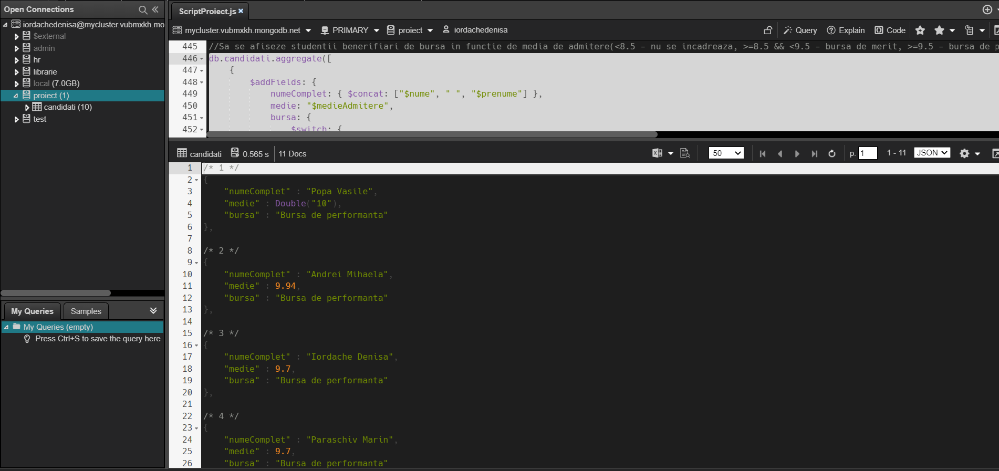 Open Connections
iordachedenisa@mycluster.vubmxkh.mo
$external
admin
hr
librarie
local (7.0GB)
proiect (1)
candidati (10)
test
My Queries
Samples
My Queries (empty)
Press Ctrl+S to save the query here
ScriptProiect.js
mycluster.vubmxkh.mongodb.net PRIMARY proiect iordachedenisa Query Explain Code
445 //Sa se afiseze studentii benerifiari de bursa in functie de media de admitere(<8.5 - nu se incadreaza, >=8.5 && <9.5 - bursa de merit, >=9.5 - bursa de p
446 db.candidati.aggregate([
447 {
448 $addFields: {
449 numeComplet: { $concat: ["$nume", " ", "$prenume"] },
450 medie: "$medieAdmitere",
451 bursa: {
452 $switch: {
candidati 0.565 s 11 Docs 50 p. 1 1 - 11 JSON
1 /* 1 */
2 {
3 "numeComplet" : "Popa Vasile",
4 "medie" : Double("10"),
5 "bursa" : "Bursa de performanta"
6 },
7
8 /* 2 */
9 {
10 "numeComplet" : "Andrei Mihaela",
11 "medie" : 9.94,
12 "bursa" : "Bursa de performanta"
13 },
14
15 /* 3 */
16 {
17 "numeComplet" : "Iordache Denisa",
18 "medie" : 9.7,
19 "bursa" : "Bursa de performanta"
20 },
21
22 /* 4 */
23 {
24 "numeComplet" : "Paraschiv Marin",
25 "medie" : 9.7,
26 "bursa" : "Bursa de performanta"